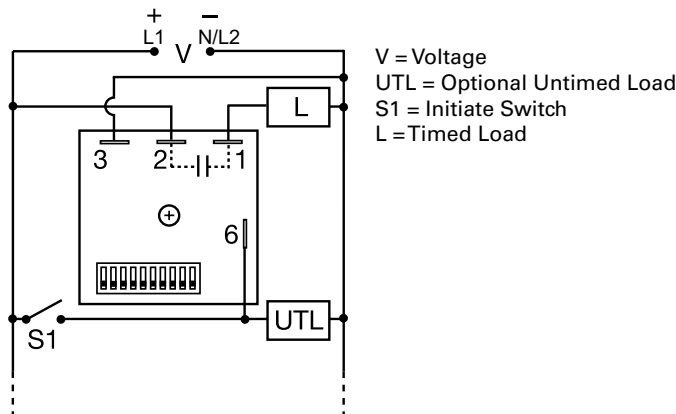 + −
L1 V N/L2
V = Voltage
UTL = Optional Untimed Load
S1 = Initiate Switch
L = Timed Load
L
3 2 1
6
UTL
S1